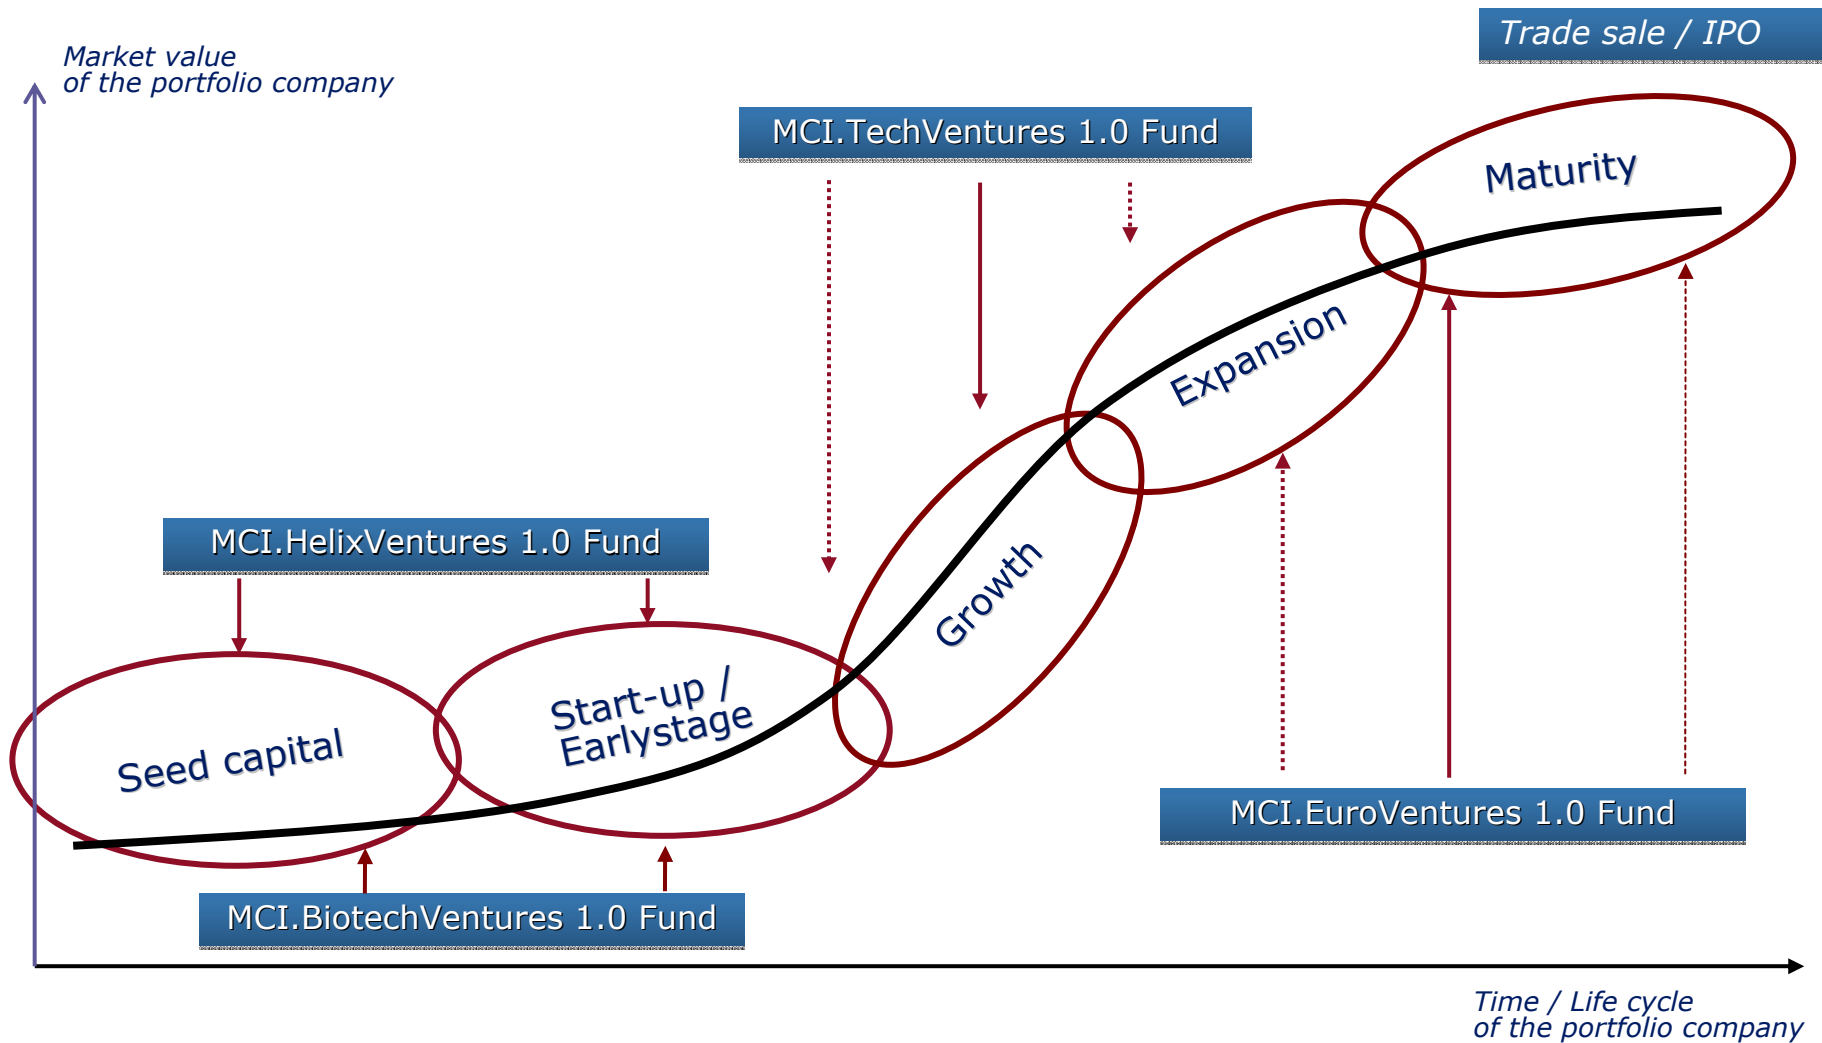 Trade sale / IPO
Market value
of the portfolio company
MCI.TechVentures 1.0 Fund
Maturity
Expansion
MCI.HelixVentures 1.0 Fund
Growth
Start-up /
Earlystage
Seed capital
MCI.EuroVentures 1.0 Fund
MCI.BiotechVentures 1.0 Fund
Time / Life cycle
of the portfolio company